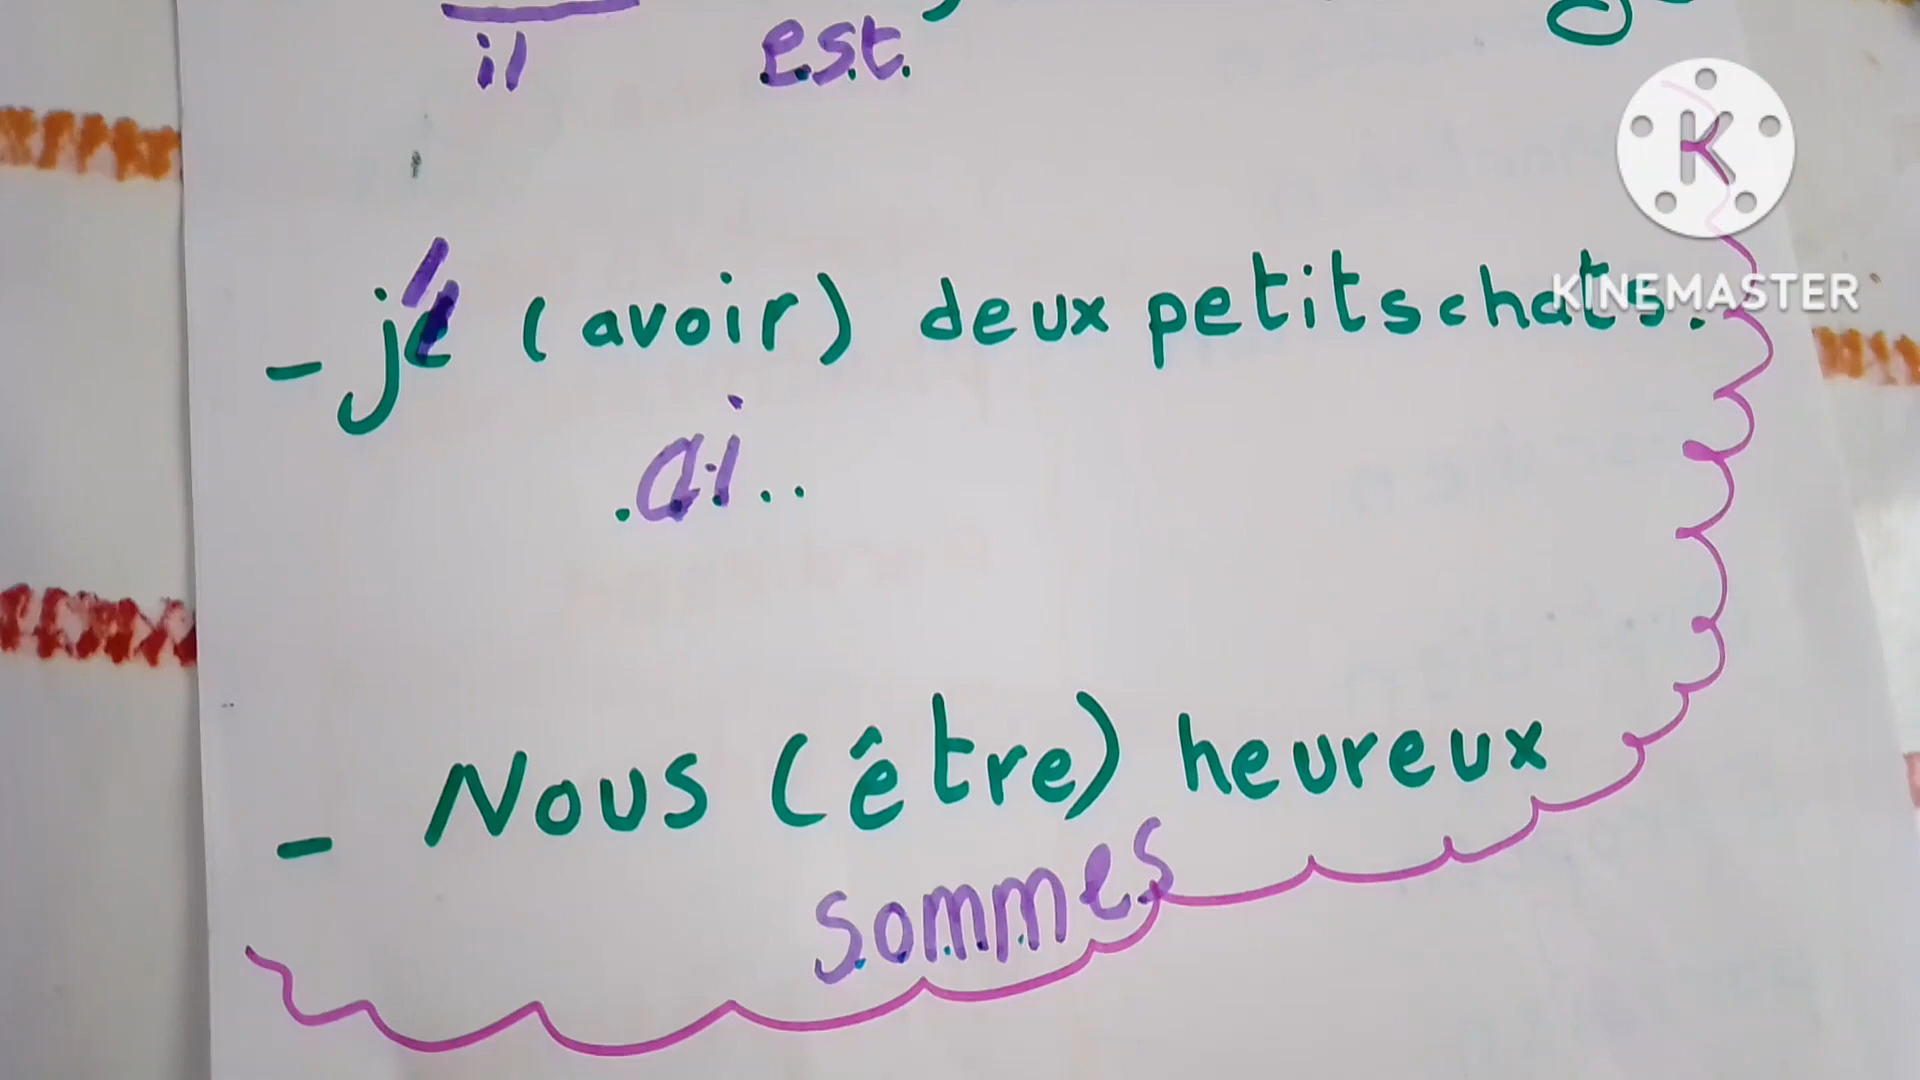 il est.
- je (avoir) deux petits chats.
.ai..
- Nous (être) heureux
sommes
K
KINEMASTER